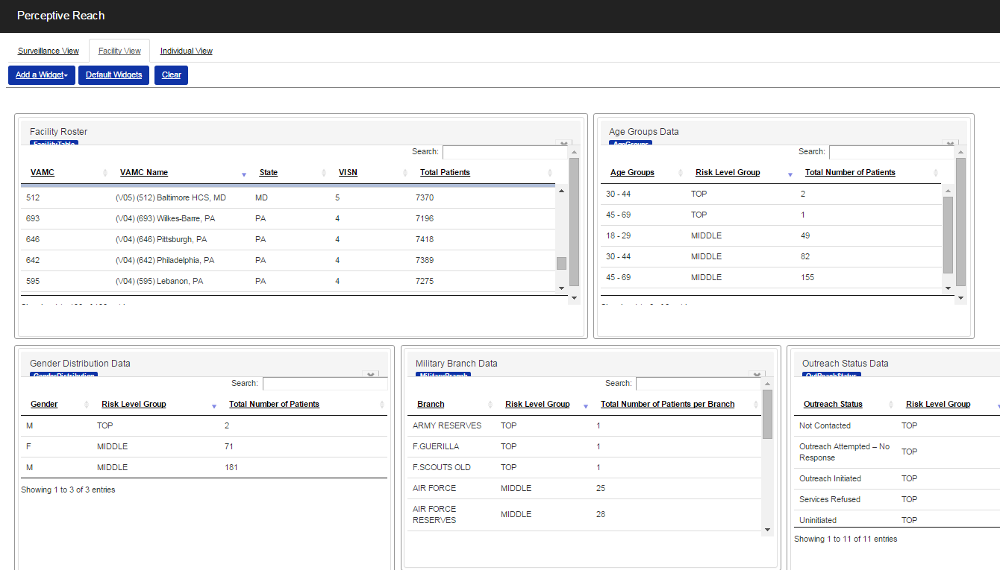 Perceptive Reach
Surveillance View Facility View Individual View
Add a Widget Default Widgets Clear
Facility Roster
FacilityTable
Search:
VAMC VAMC Name State VISN Total Patients
512 (V05) (512) Baltimore HCS, MD MD 5 7370
693 (V04) (693) Wilkes-Barre, PA PA 4 7196
646 (V04) (646) Pittsburgh, PA PA 4 7418
642 (V04) (642) Philadelphia, PA PA 4 7389
595 (V04) (595) Lebanon, PA PA 4 7275
Age Groups Data
AgeGroups
Search:
Age Groups Risk Level Group Total Number of Patients
30 - 44 TOP 2
45 - 69 TOP 1
18 - 29 MIDDLE 49
30 - 44 MIDDLE 82
45 - 69 MIDDLE 155
Gender Distribution Data
GenderDistribution
Search:
Gender Risk Level Group Total Number of Patients
M TOP 2
F MIDDLE 71
M MIDDLE 181
Showing 1 to 3 of 3 entries
Military Branch Data
MilitaryBranch
Search:
Branch Risk Level Group Total Number of Patients per Branch
ARMY RESERVES TOP 1
F.GUERILLA TOP 1
F.SCOUTS OLD TOP 1
AIR FORCE MIDDLE 25
AIR FORCE
RESERVES MIDDLE 28
Outreach Status Data
OutReachStatus
Outreach Status Risk Level Group
Not Contacted TOP
Outreach Attempted – No
Response TOP
Outreach Initiated TOP
Services Refused TOP
Uninitiated TOP
Showing 1 to 11 of 11 entries